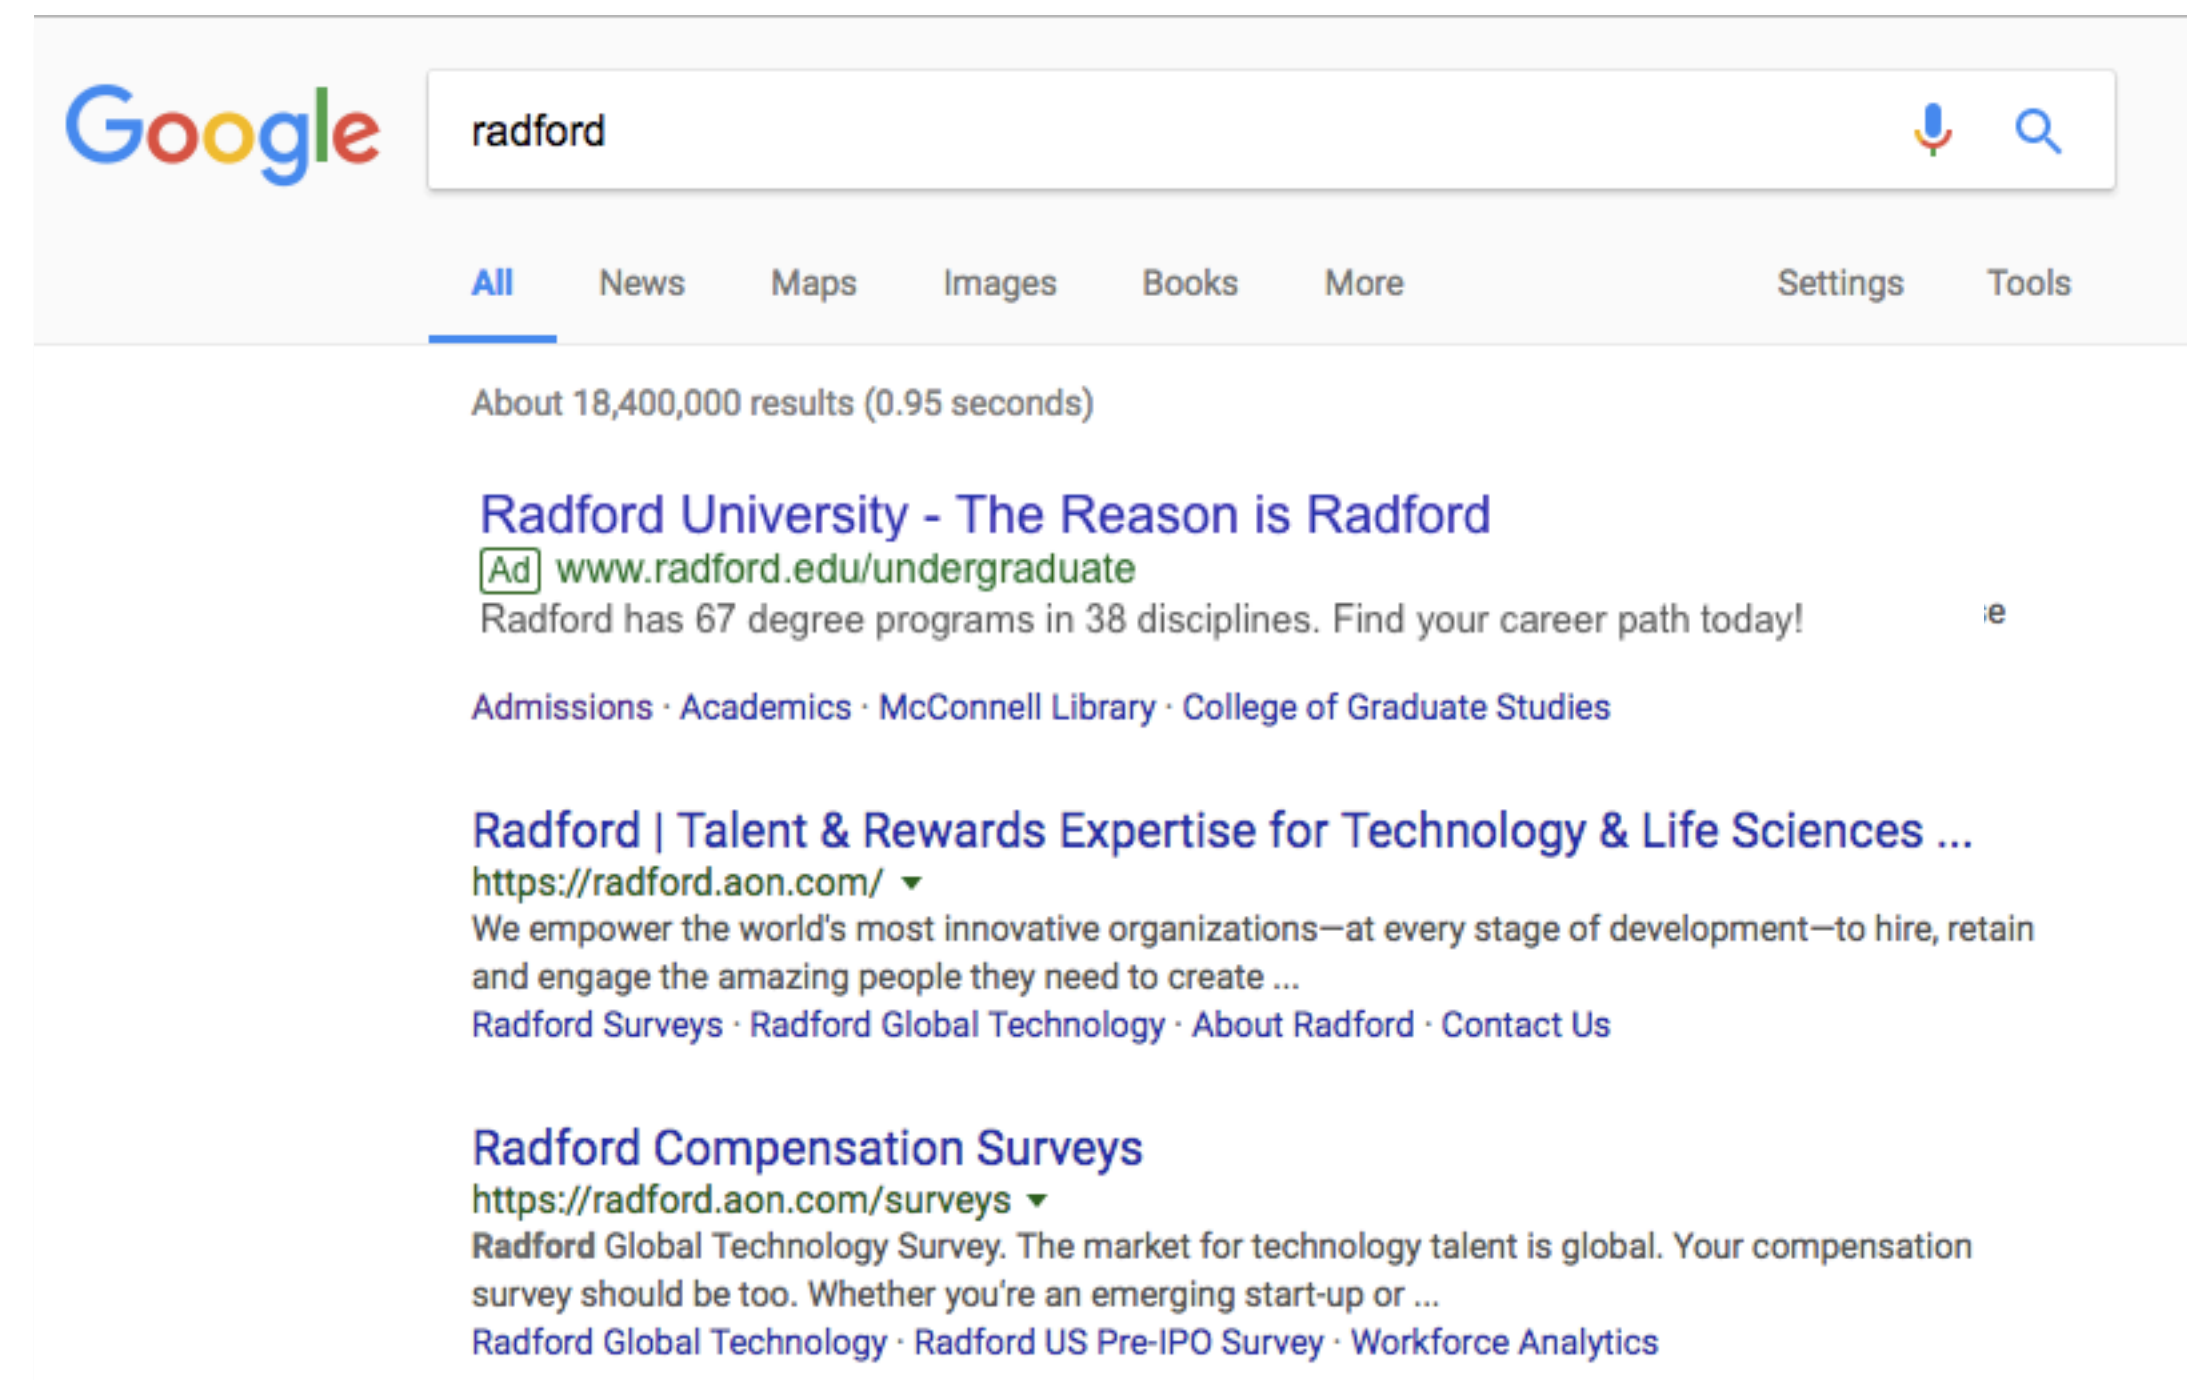 Google
radford
All News Maps Images Books More Settings Tools
About 18,400,000 results (0.95 seconds)
Radford University - The Reason is Radford
Ad www.radford.edu/undergraduate
Radford has 67 degree programs in 38 disciplines. Find your career path today!
Admissions · Academics · McConnell Library · College of Graduate Studies
Radford | Talent & Rewards Expertise for Technology & Life Sciences ...
https://radford.aon.com/
We empower the world's most innovative organizations—at every stage of development—to hire, retain
and engage the amazing people they need to create ...
Radford Surveys · Radford Global Technology · About Radford · Contact Us
Radford Compensation Surveys
https://radford.aon.com/surveys
Radford Global Technology Survey. The market for technology talent is global. Your compensation
survey should be too. Whether you're an emerging start-up or ...
Radford Global Technology · Radford US Pre-IPO Survey · Workforce Analytics